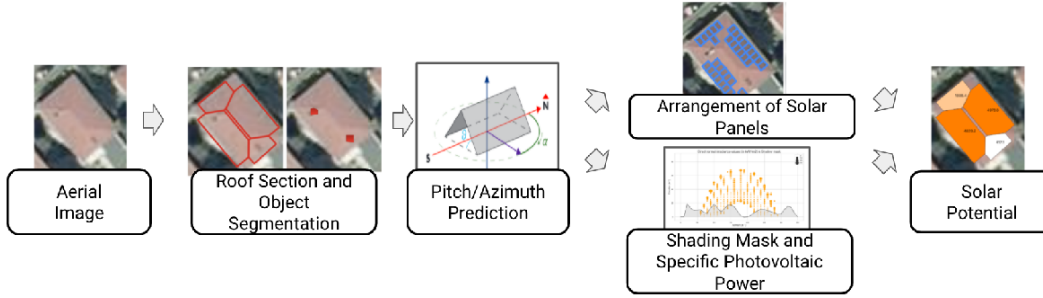 Aerial
Image
Roof Section and
Object
Segmentation
N
S
α
Pitch/Azimuth
Prediction
Arrangement of Solar
Panels
Shading Mask and
Specific Photovoltaic
Power
Solar
Potential